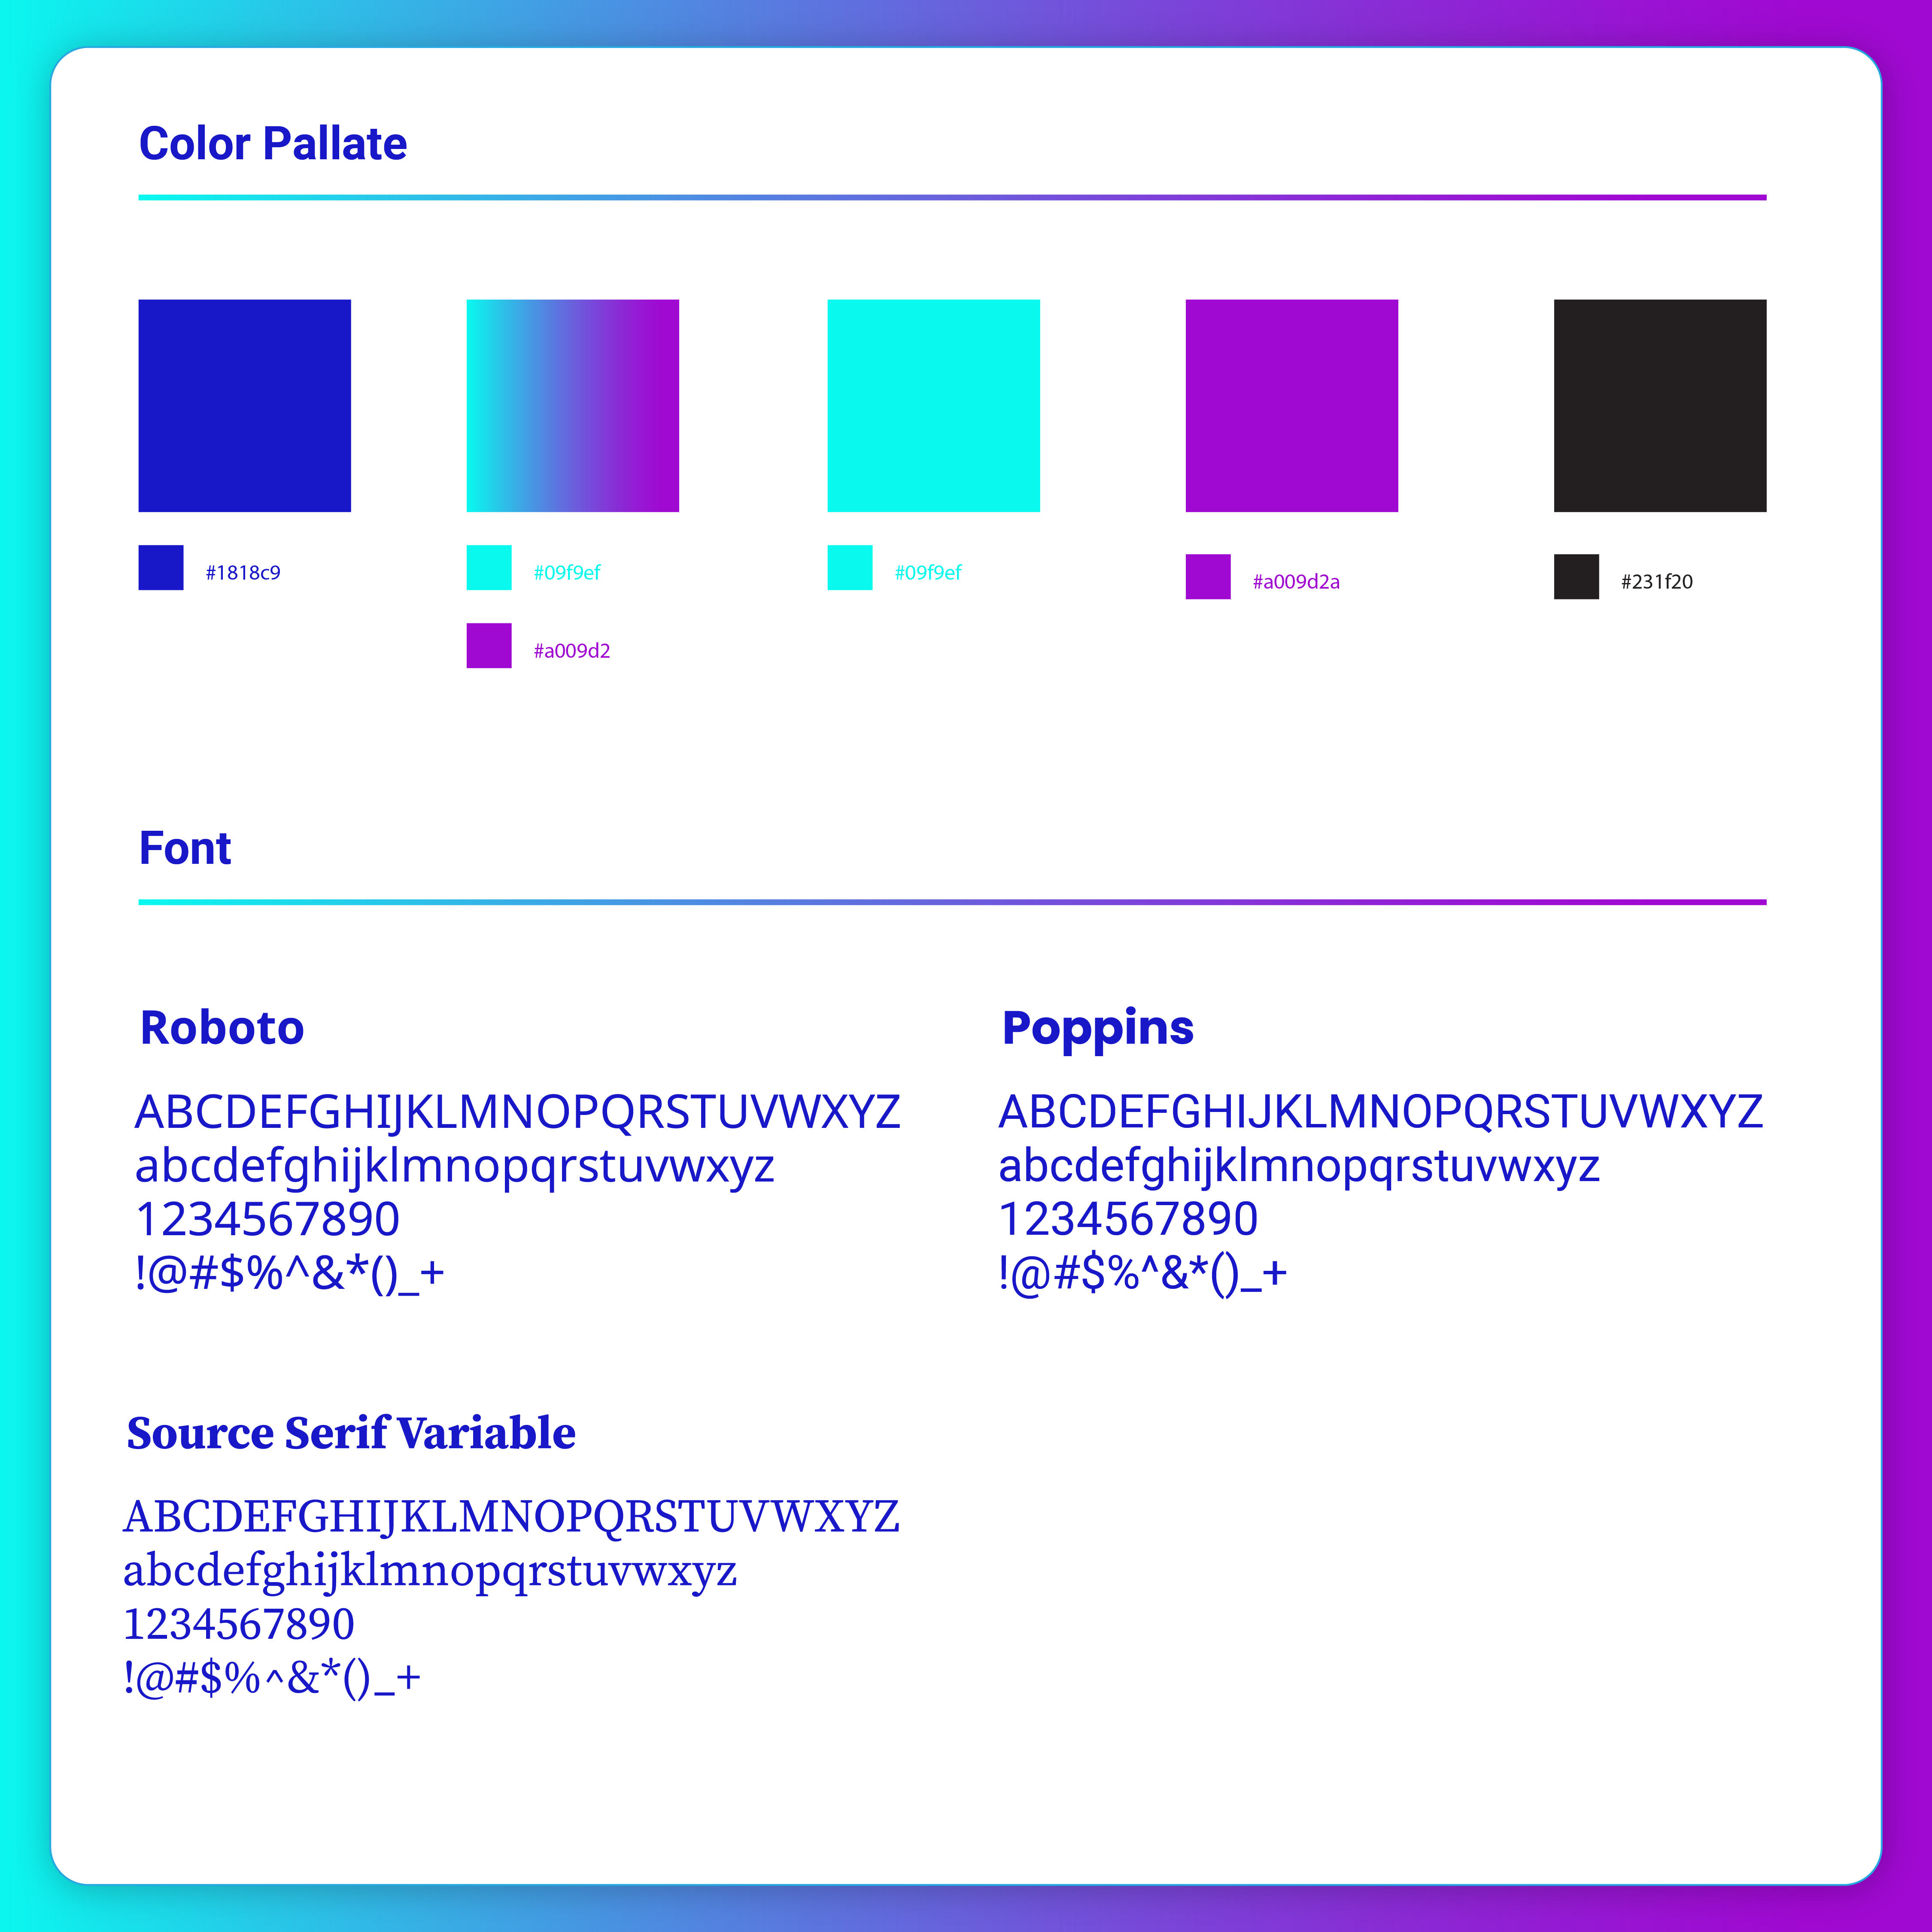 Color Pallate
#1818c9
#09f9ef
#09f9ef
#a009d2a
#231f20
#a009d2
Font
Roboto
ABCDEFGHIJKLMNOPQRSTUVWXYZ
abcdefghijklmnopqrstuvwxyz
1234567890
!@#$%^&*()_+
Poppins
ABCDEFGHIJKLMNOPQRSTUVWXYZ
abcdefghijklmnopqrstuvwxyz
1234567890
!@#$%^&*()_+
Source Serif Variable
ABCDEFGHIJKLMNOPQRSTUVWXYZ
abcdefghijklmnopqrstuvwxyz
1234567890
!@#$%^&*()_+